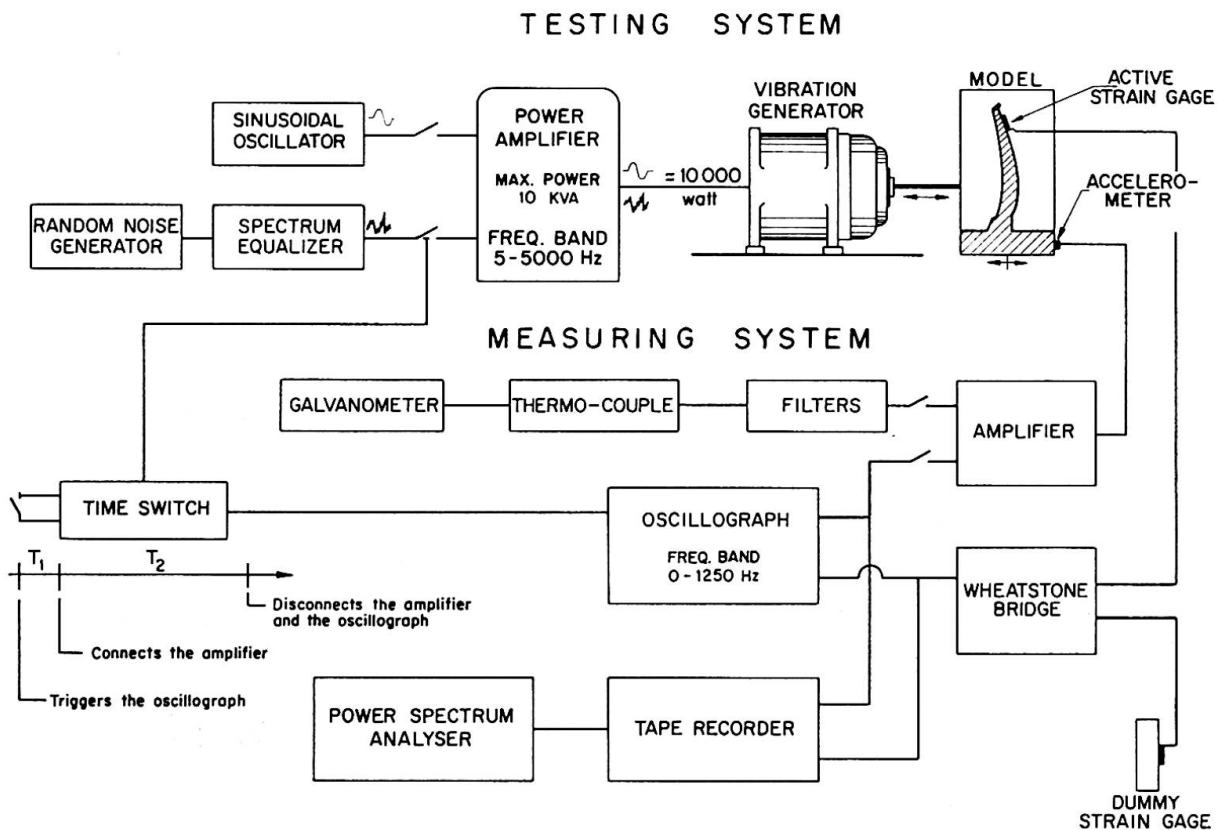 TESTING SYSTEM
SINUSOIDAL
OSCILLATOR
RANDOM NOISE
GENERATOR
SPECTRUM
EQUALIZER
POWER
AMPLIFIER
MAX. POWER
10 KVA
FREQ. BAND
5-5000 Hz
= 10 000
watt
VIBRATION
GENERATOR
MODEL
ACTIVE
STRAIN GAGE
ACCELERO-
METER
MEASURING SYSTEM
GALVANOMETER
THERMO-COUPLE
FILTERS
AMPLIFIER
TIME SWITCH
OSCILLOGRAPH
FREQ. BAND
0-1250 Hz
WHEATSTONE
BRIDGE
T1
T2
Disconnects the amplifier
and the oscillograph
Connects the amplifier
Triggers the oscillograph
POWER SPECTRUM
ANALYSER
TAPE RECORDER
DUMMY
STRAIN GAGE